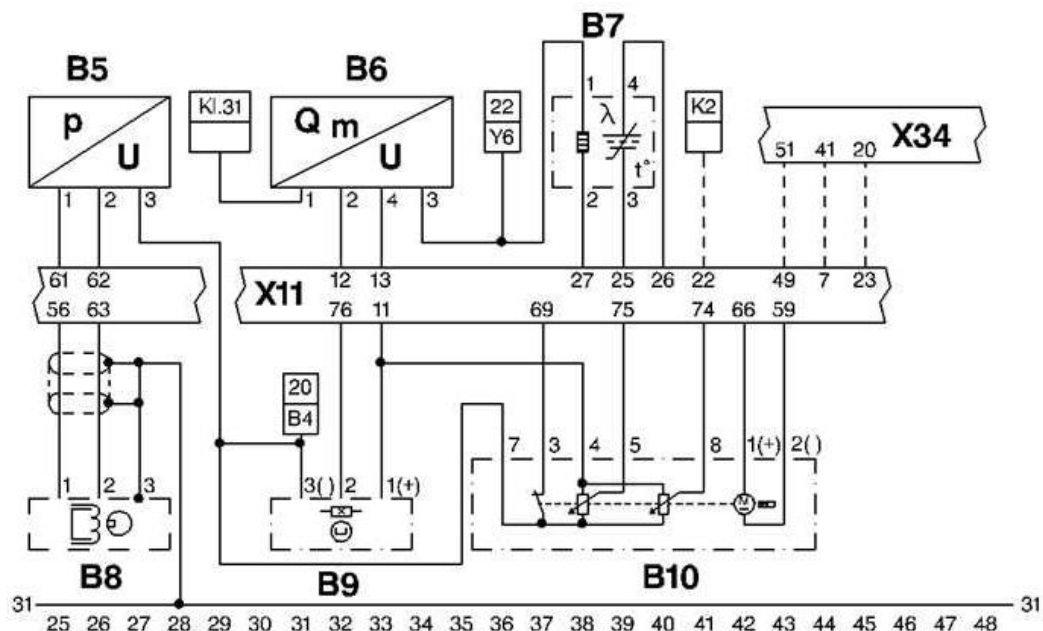 B7
B5 B6
Kl.31 22 1 4 K2
p Q m Y6 λ X34
U U t° 51 41 20
1 2 3 1 2 4 3 2 3
61 62 12 13 27 25 26 22 49 7 23
X11
56 63 76 11 69 75 74 66 59
20
B4
7 3 4 5 8 1(+) 2( )
1 2 3 3( ) 2 1(+)
M
x
B8 B9 B10
31 31
25 26 27 28 29 30 31 32 33 34 35 36 37 38 39 40 41 42 43 44 45 46 47 48